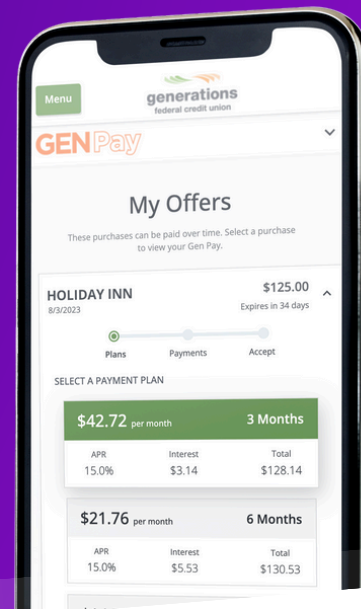 Menu
generations
federal credit union
GEN Pay
My Offers
These purchases can be paid over time. Select a purchase
to view your Gen Pay.
HOLIDAY INN $125.00
8/3/2023 Expires in 34 days
Plans Payments Accept
SELECT A PAYMENT PLAN
$42.72 per month 3 Months
APR Interest Total
15.0% $3.14 $128.14
$21.76 per month 6 Months
APR Interest Total
15.0% $5.53 $130.53